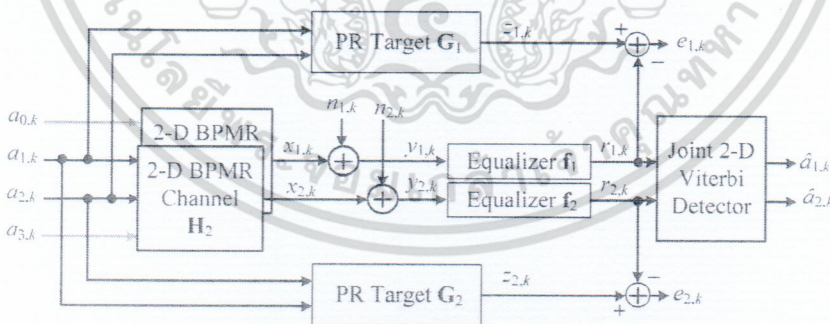 PR Target G₁
z₁,ₖ
+
−
e₁,ₖ
a₀,ₖ
a₁,ₖ
a₂,ₖ
a₃,ₖ
2-D BPMR
2-D BPMR
Channel
H₂
x₁,ₖ
x₂,ₖ
n₁,ₖ
n₂,ₖ
y₁,ₖ
y₂,ₖ
Equalizer f₁
Equalizer f₂
r₁,ₖ
r₂,ₖ
Joint 2-D
Viterbi
Detector
â₁,ₖ
â₂,ₖ
PR Target G₂
z₂,ₖ
−
+
e₂,ₖ